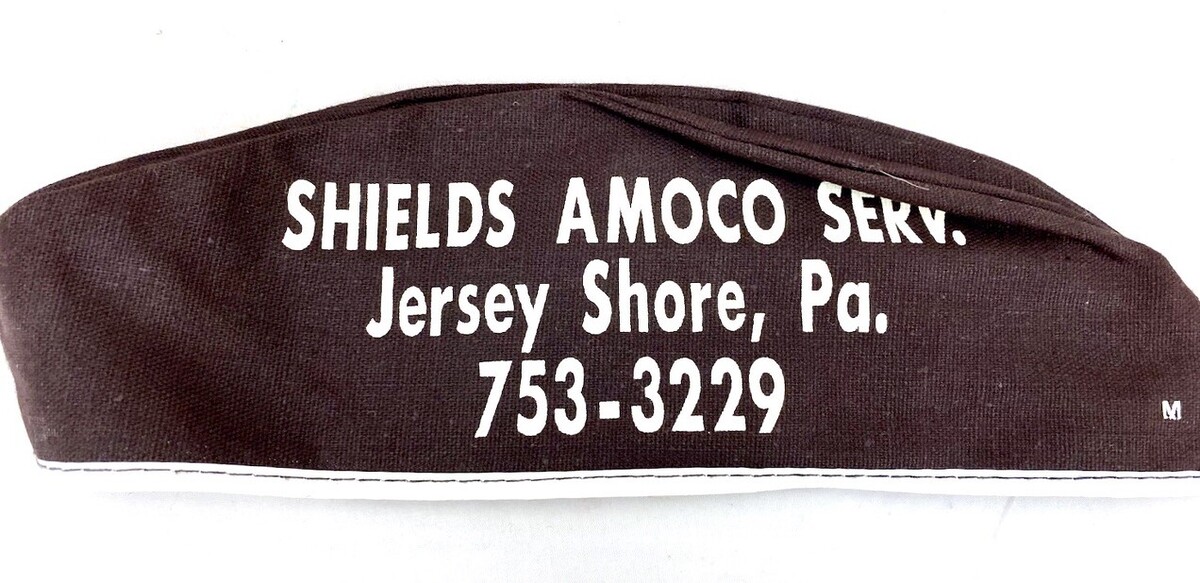 SHIELDS AMOCO SERV.
Jersey Shore, Pa.
753-3229
M